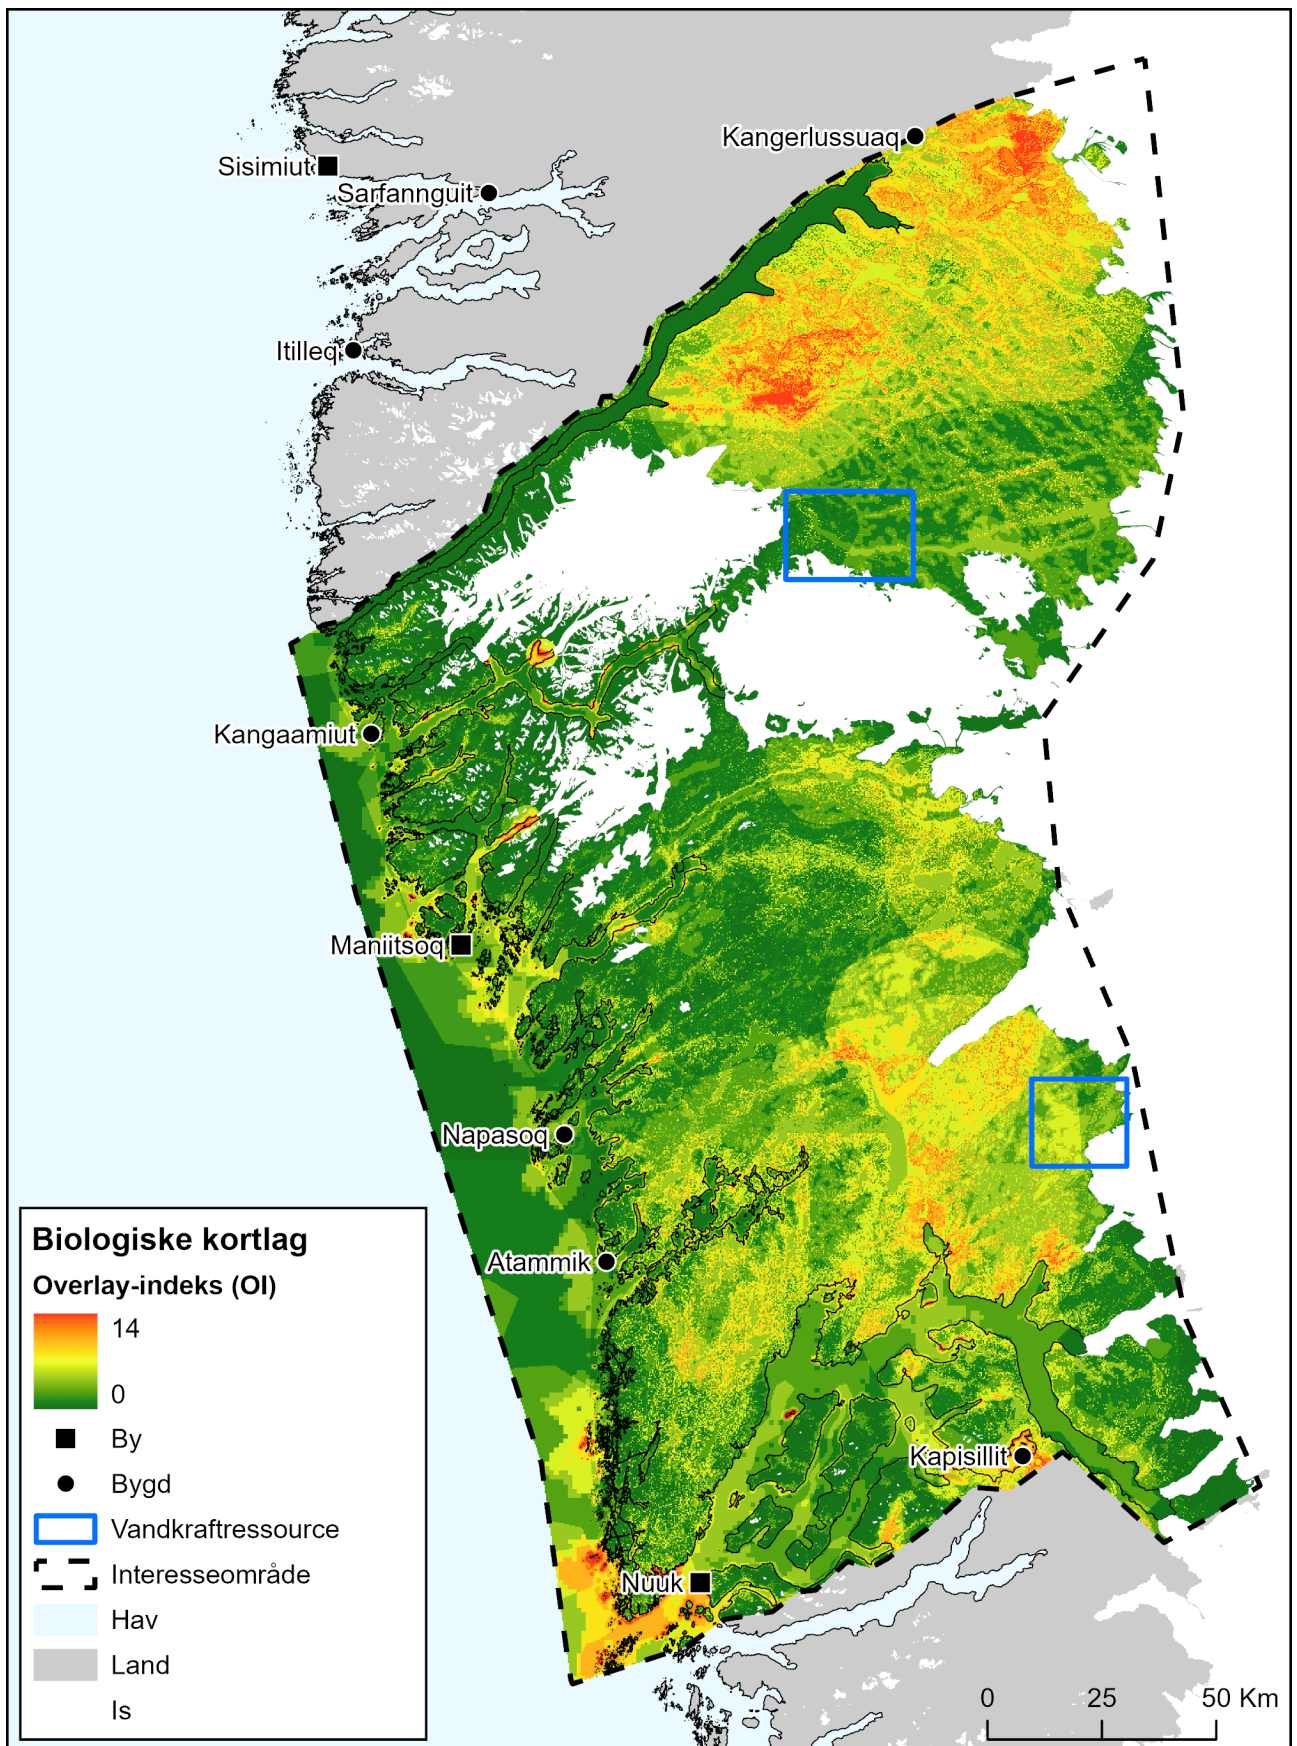 Kangerlussuaq
Sisimiut
Sarfannguit
Itilleq
Kangaamiut
Maniitsoq
Napasoq
Atammik
Kapisillit
Nuuk
Biologiske kortlag
Overlay-indeks (OI)
14
0
By
Bygd
Vandkraftressource
Interesseområde
Hav
Land
Is
0 25 50 Km